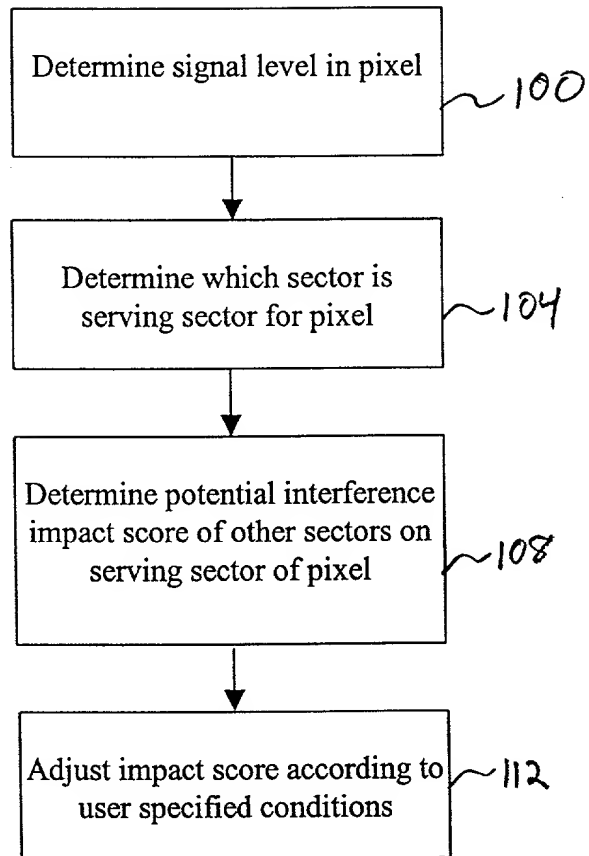 Determine signal level in pixel
100
Determine which sector is
serving sector for pixel
104
Determine potential interference
impact score of other sectors on
serving sector of pixel
108
Adjust impact score according to
user specified conditions
112